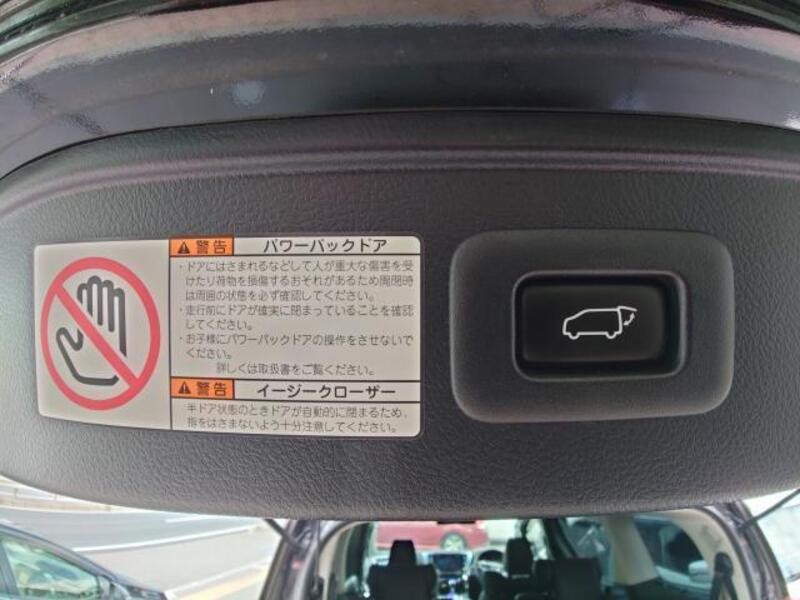 警告 パワーバックドア
・ドアにはさまれるなどして人が重大な傷害を受
けたり荷物を損傷するおそれがあるため開閉時
は周囲の状態を必ず確認してください。
・走行前にドアが確実に閉まっていることを確認
してください。
・お子様にパワーバックドアの操作をさせないで
ください。
詳しくは取扱書をご覧ください。
警告 イージークローザー
半ドア状態のときドアが自動的に閉まるため、
指をはさまないよう十分注意してください。